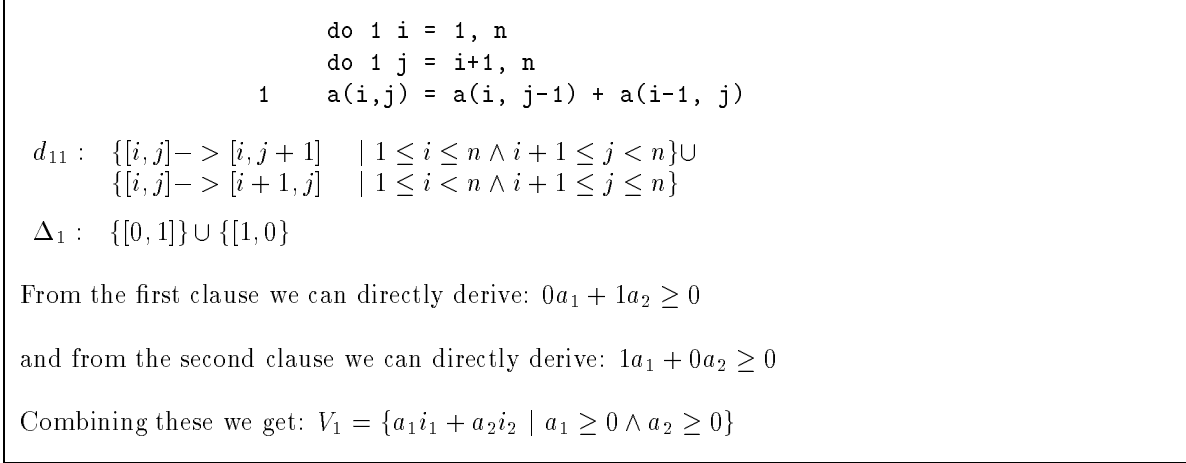 do 1 i = 1, n
do 1 j = i+1, n
1 a(i,j) = a(i, j-1) + a(i-1, j)
d₁₁ : {[i, j]− > [i, j + 1] | 1 ≤ i ≤ n ∧ i + 1 ≤ j < n}∪
{[i, j]− > [i + 1, j] | 1 ≤ i < n ∧ i + 1 ≤ j ≤ n}
Δ₁ : {[0, 1]} ∪ {[1, 0}
From the first clause we can directly derive: 0a₁ + 1a₂ ≥ 0
and from the second clause we can directly derive: 1a₁ + 0a₂ ≥ 0
Combining these we get: V₁ = {a₁i₁ + a₂i₂ | a₁ ≥ 0 ∧ a₂ ≥ 0}